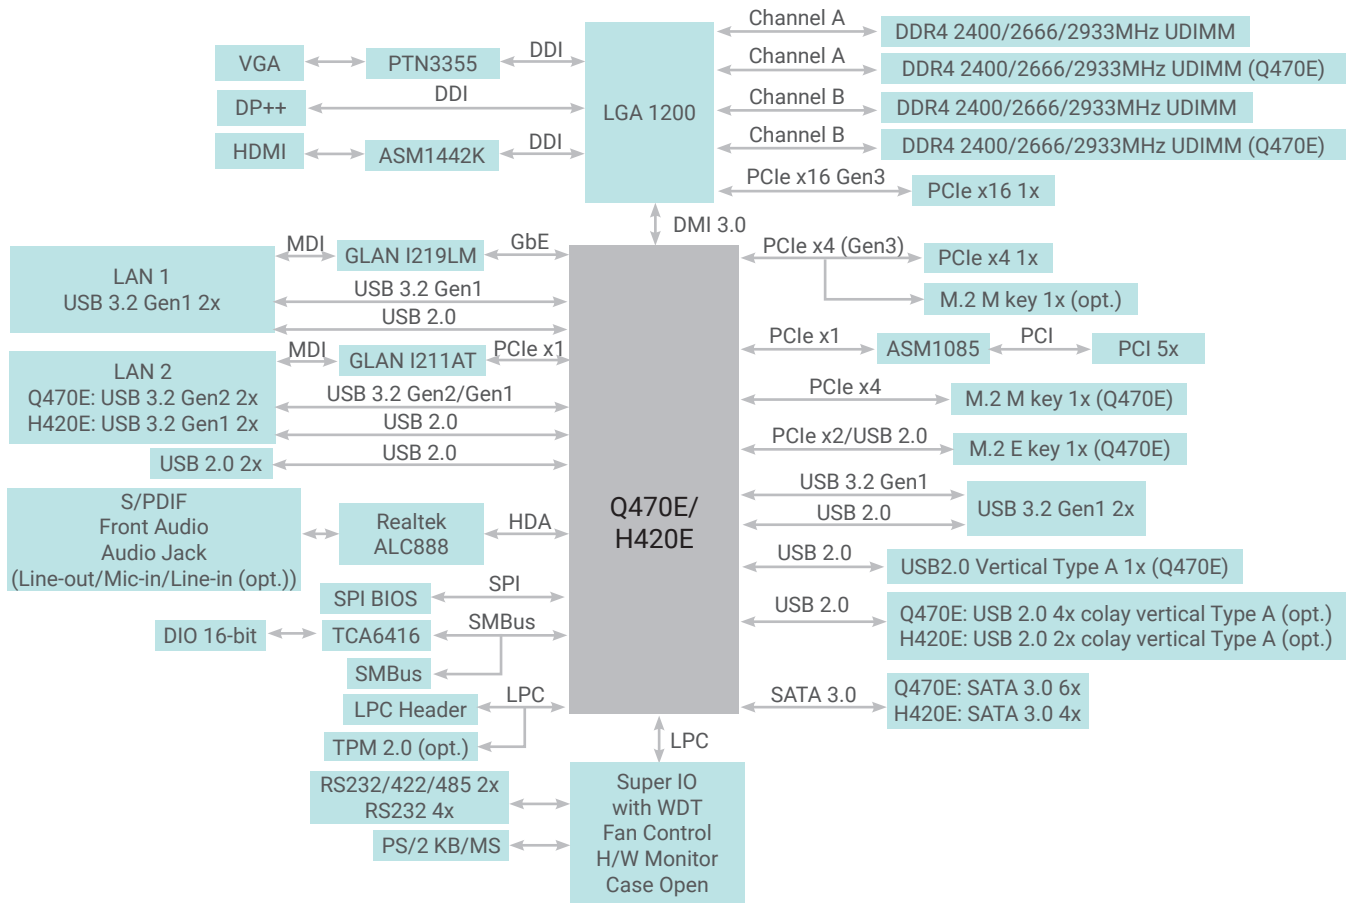 VGA
PTN3355
DDI
DP++
DDI
HDMI
ASM1442K
DDI
LGA 1200
Channel A
DDR4 2400/2666/2933MHz UDIMM
Channel A
DDR4 2400/2666/2933MHz UDIMM (Q470E)
Channel B
DDR4 2400/2666/2933MHz UDIMM
Channel B
DDR4 2400/2666/2933MHz UDIMM (Q470E)
PCIe x16 Gen3
PCIe x16 1x
DMI 3.0
LAN 1
USB 3.2 Gen1 2x
MDI
GLAN I219LM
GbE
USB 3.2 Gen1
USB 2.0
LAN 2
Q470E: USB 3.2 Gen2 2x
H420E: USB 3.2 Gen1 2x
MDI
GLAN I211AT
PCIe x1
USB 3.2 Gen2/Gen1
USB 2.0
USB 2.0 2x
USB 2.0
S/PDIF
Front Audio
Audio Jack
(Line-out/Mic-in/Line-in (opt.))
Realtek
ALC888
HDA
SPI BIOS
SPI
DIO 16-bit
TCA6416
SMBus
SMBus
LPC Header
LPC
TPM 2.0 (opt.)
Q470E/
H420E
PCIe x4 (Gen3)
PCIe x4 1x
M.2 M key 1x (opt.)
PCIe x1
ASM1085
PCI
PCI 5x
PCIe x4
M.2 M key 1x (Q470E)
PCIe x2/USB 2.0
M.2 E key 1x (Q470E)
USB 3.2 Gen1
USB 2.0
USB 3.2 Gen1 2x
USB 2.0
USB2.0 Vertical Type A 1x (Q470E)
USB 2.0
Q470E: USB 2.0 4x colay vertical Type A (opt.)
H420E: USB 2.0 2x colay vertical Type A (opt.)
SATA 3.0
Q470E: SATA 3.0 6x
H420E: SATA 3.0 4x
LPC
RS232/422/485 2x
RS232 4x
PS/2 KB/MS
Super IO
with WDT
Fan Control
H/W Monitor
Case Open